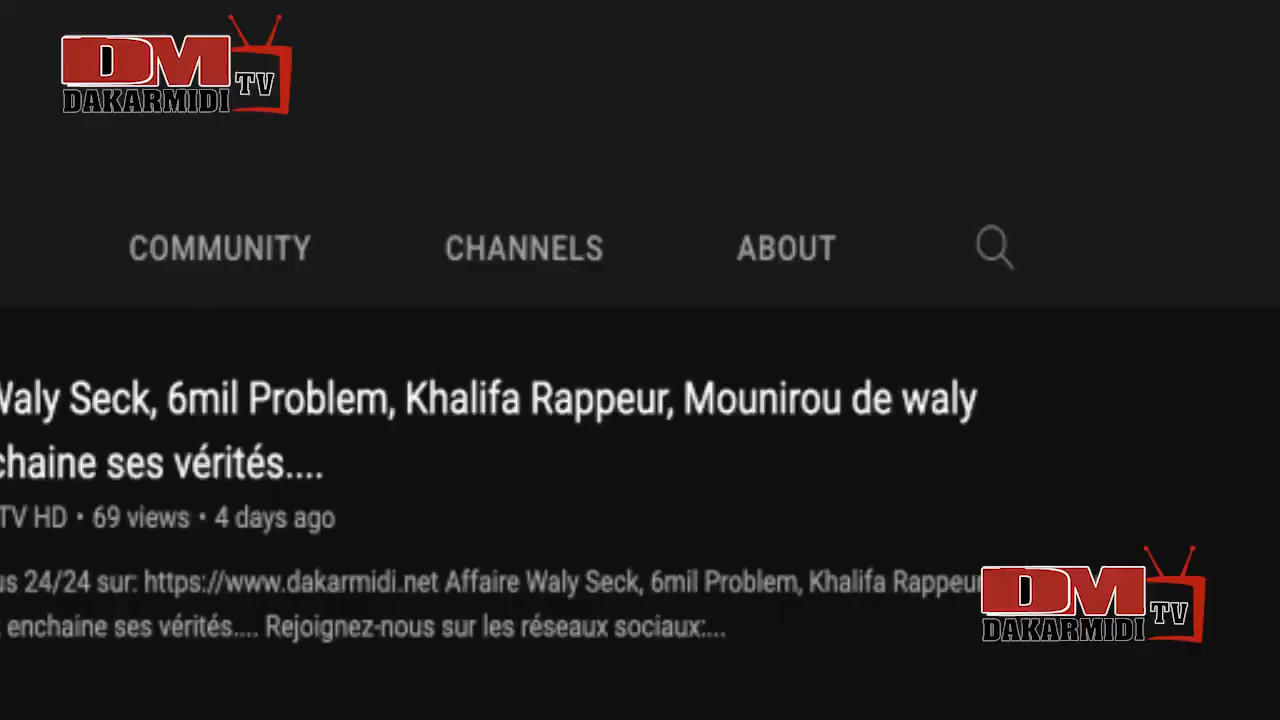 DM
DAKARMIDI TV
COMMUNITY CHANNELS ABOUT
Waly Seck, 6mil Problem, Khalifa Rappeur, Mounirou de waly
chaine ses vérités....
TV HD • 69 views • 4 days ago
us 24/24 sur: https://www.dakarmidi.net Affaire Waly Seck, 6mil Problem, Khalifa Rappeur
enchaine ses vérités.... Rejoignez-nous sur les réseaux sociaux:...
DM
DAKARMIDI TV